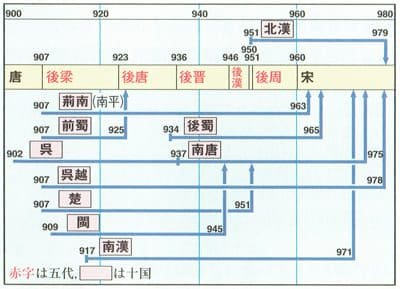 900 920 940 960 980
951 北漢 979
950
907 923 936 946 951 960
唐 後梁 後唐 後晋 後漢 後周 宋
907 荊南(南平) 963
907 前蜀 925 934 後蜀 965
902 呉 937 南唐 975
907 呉越 978
907 楚 951
909 閩 945
917 南漢 971
赤字は五代, は十国